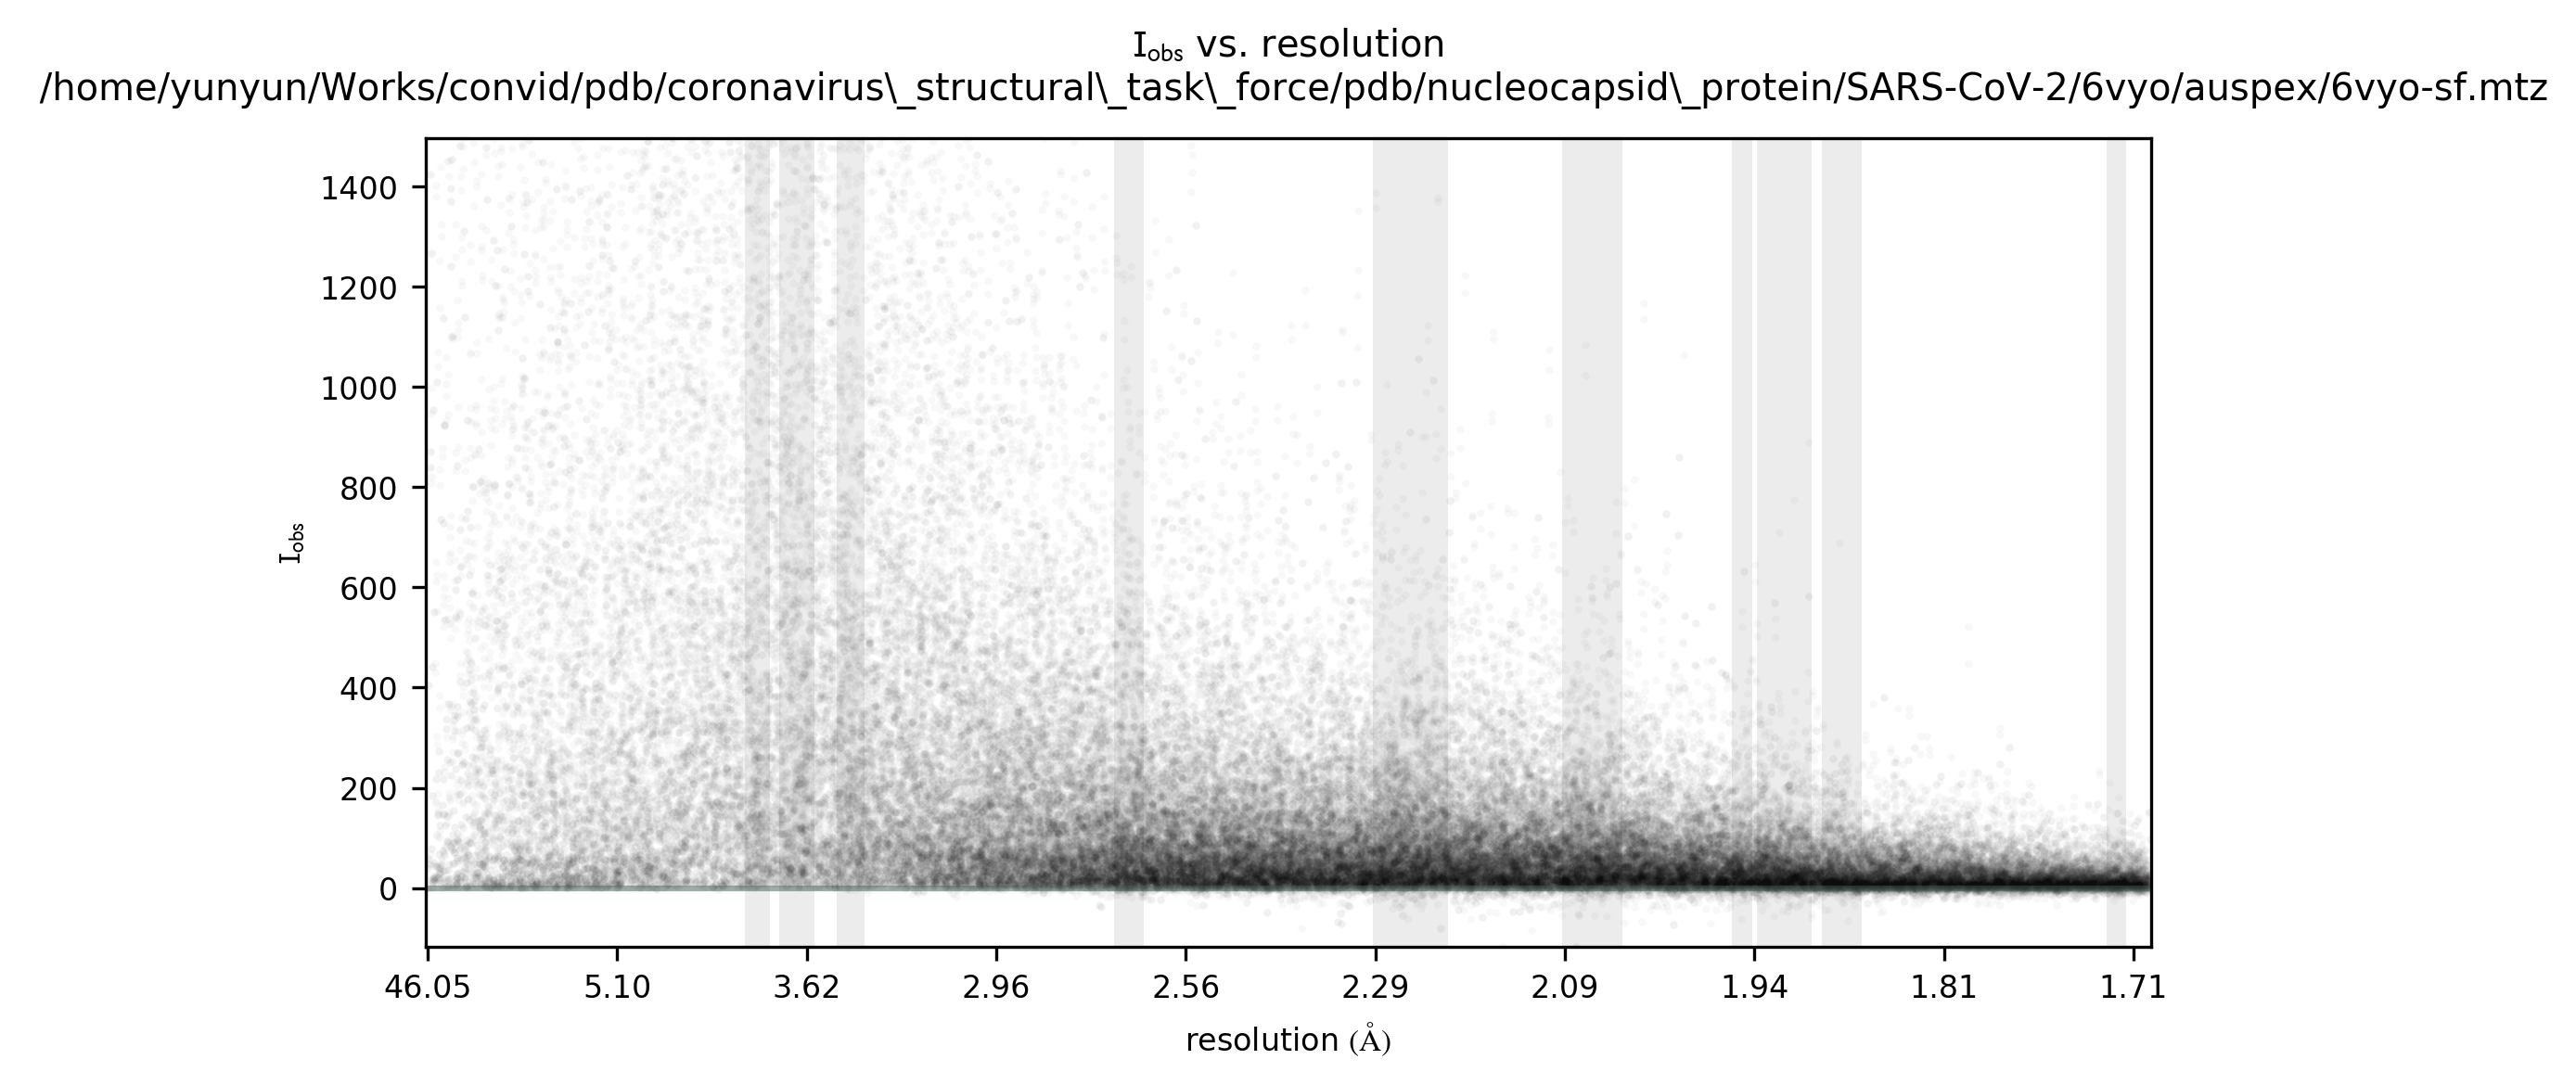 I_obs vs. resolution
/home/yunyun/Works/convid/pdb/coronavirus\_structural\_task\_force/pdb/nucleocapsid\_protein/SARS-CoV-2/6vyo/auspex/6vyo-sf.mtz
I_obs
1400
1200
1000
800
600
400
200
0
46.05 5.10 3.62 2.96 2.56 2.29 2.09 1.94 1.81 1.71
resolution (Å)